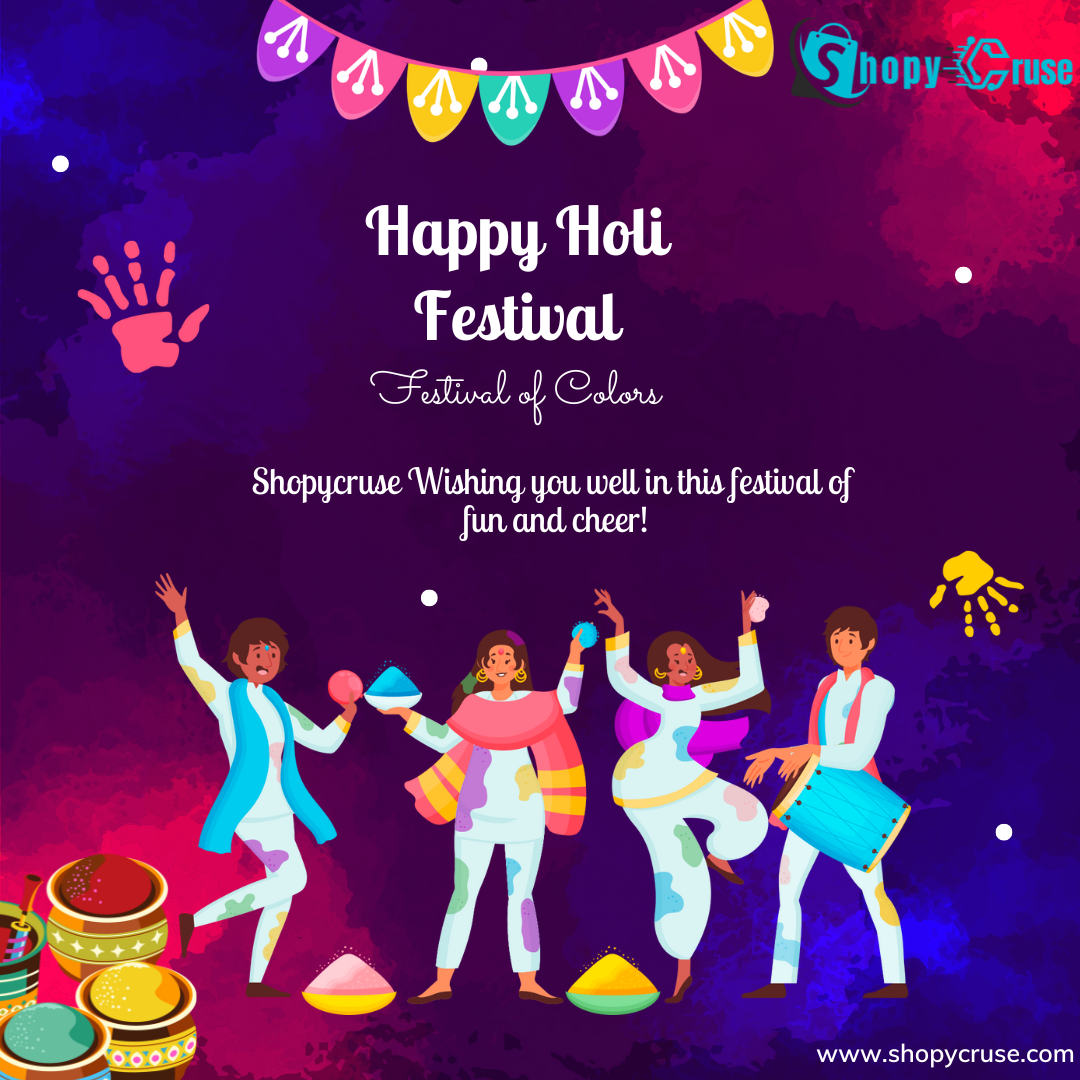 Shopy Cruse
Happy Holi
Festival
Festival of Colors
Shopycruse Wishing you well in this festival of
fun and cheer!
www.shopycruse.com